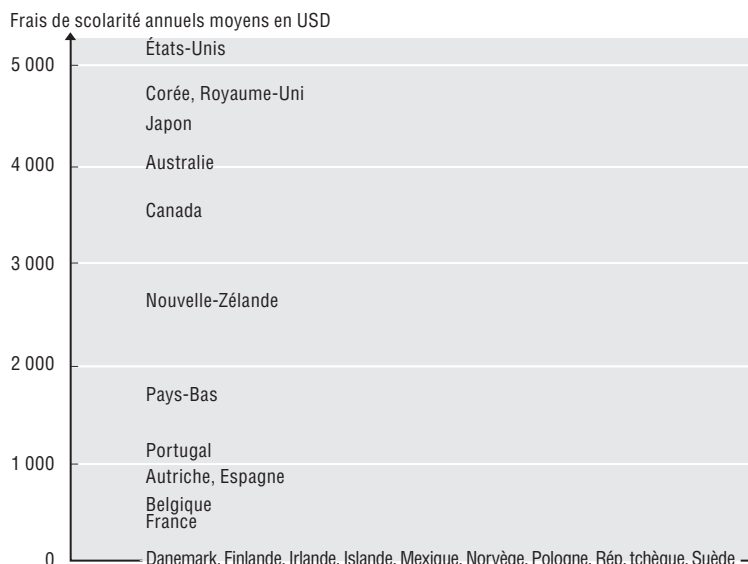 Frais de scolarité annuels moyens en USD
États-Unis
5 000
Corée, Royaume-Uni
Japon
4 000
Australie
Canada
3 000
Nouvelle-Zélande
2 000
Pays-Bas
Portugal
1 000
Autriche, Espagne
Belgique
France
0
Danemark, Finlande, Irlande, Islande, Mexique, Norvège, Pologne, Rép. tchèque, Suède